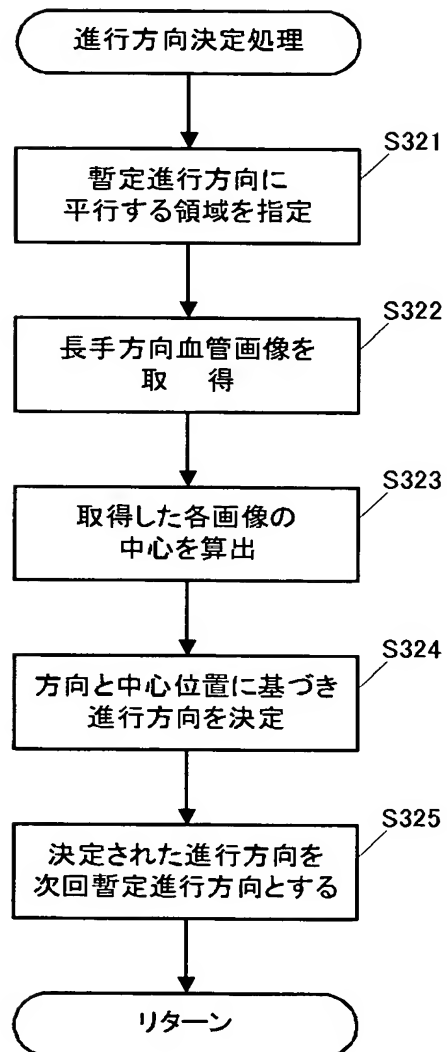 進行方向決定処理
S321
暫定進行方向に
平行する領域を指定
S322
長手方向血管画像を
取 得
S323
取得した各画像の
中心を算出
S324
方向と中心位置に基づき
進行方向を決定
S325
決定された進行方向を
次回暫定進行方向とする
リターン